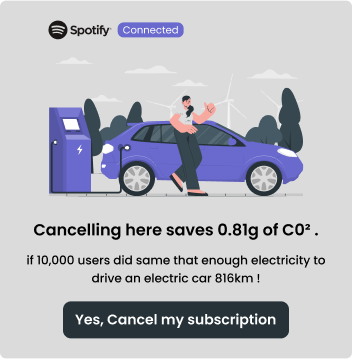 Spotify Connected
Cancelling here saves 0.81g of C0² .
if 10,000 users did same that enough electricity to
drive an electric car 816km !
Yes, Cancel my subscription